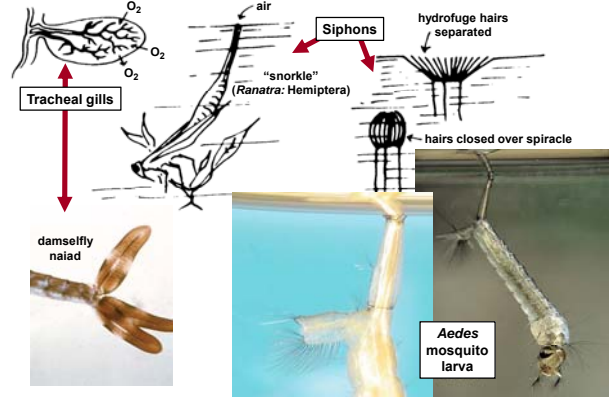 O2
O2
O2
Tracheal gills
air
Siphons
"snorkle"
(Ranatra: Hemiptera)
hydrofuge hairs
separated
hairs closed over spiracle
damselfly
naiad
Aedes
mosquito
larva